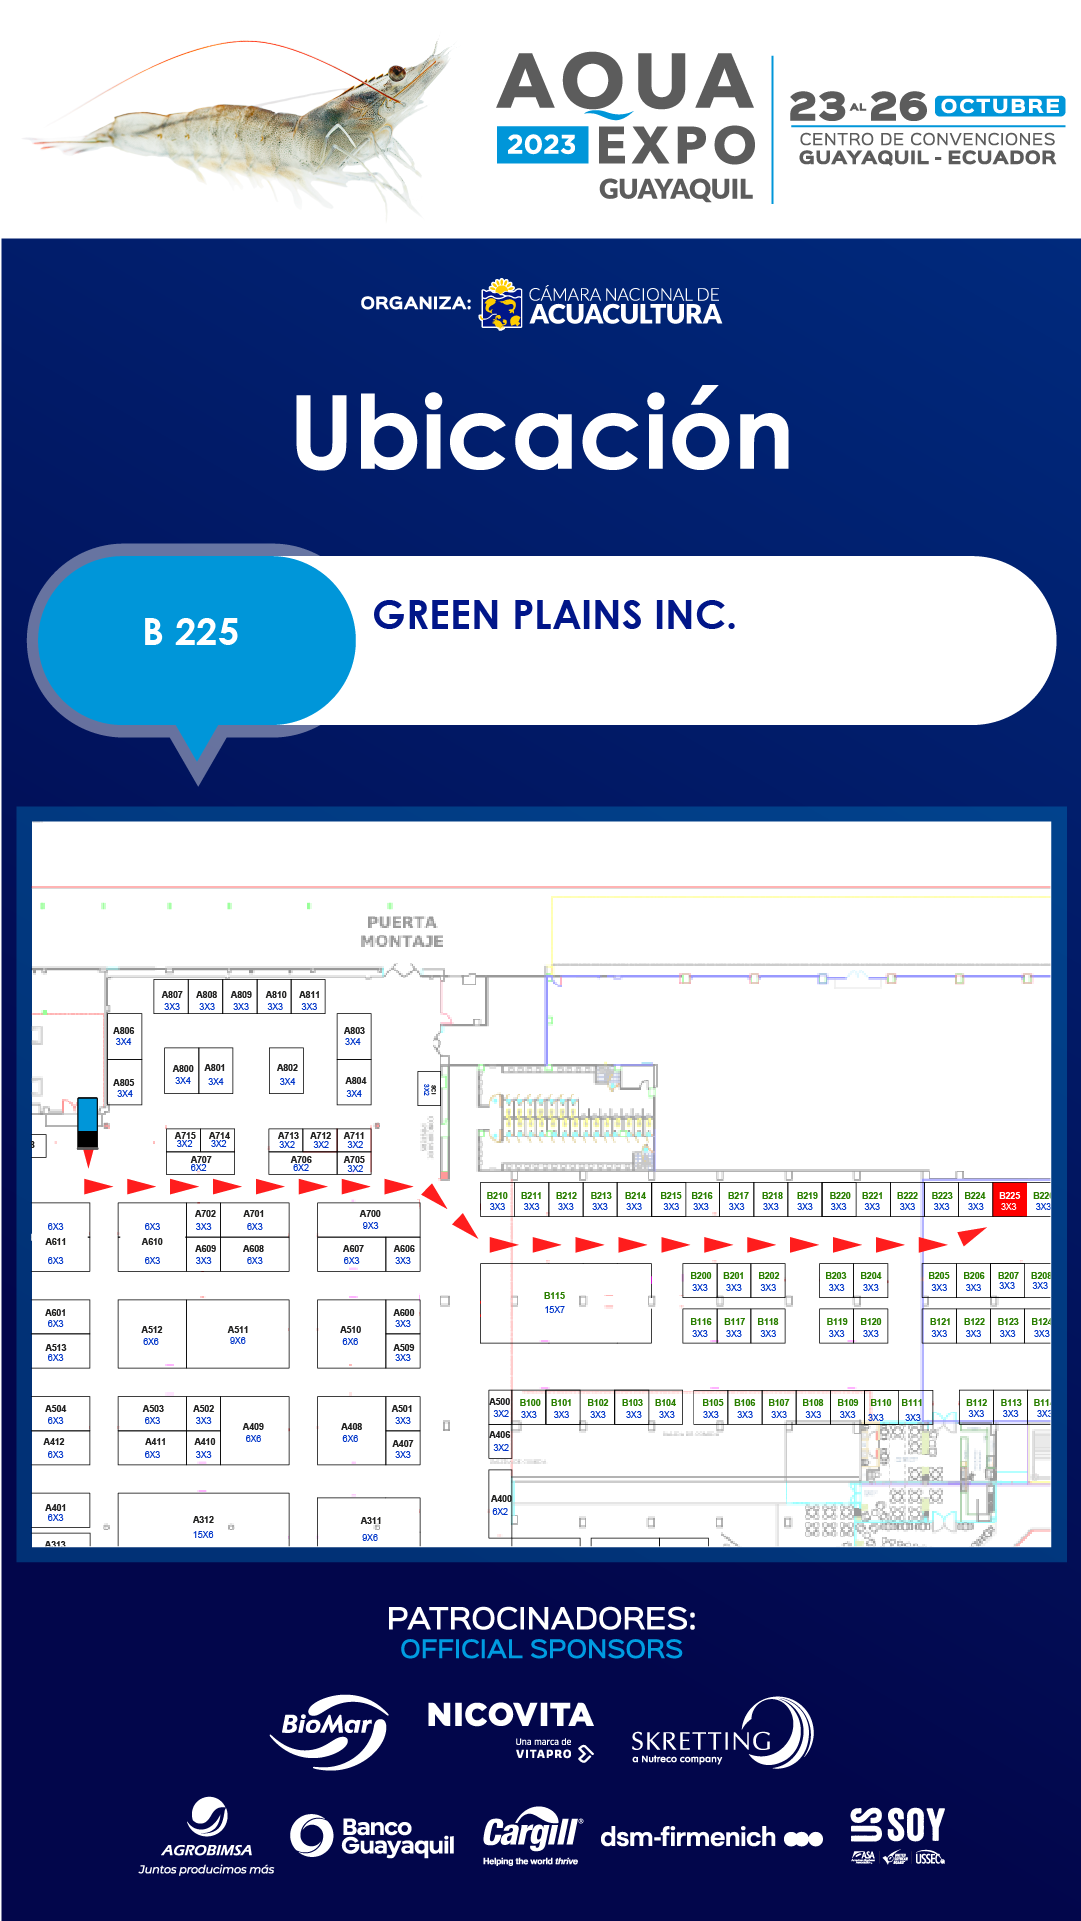 AQUA
2023 EXPO
GUAYAQUIL
23 AL 26 OCTUBRE
CENTRO DE CONVENCIONES
GUAYAQUIL - ECUADOR
ORGANIZA:
CÁMARA NACIONAL DE
ACUACULTURA
Ubicación
B 225
GREEN PLAINS INC.
PUERTA
MONTAJE
A807 A808 A809 A810 A811
3X3 3X3 3X3 3X3 3X3
A806 A803
3X4 3X4
A800 A801 A802
3X4 3X4 3X4
A805 A804
3X4 3X4
3X2
A715 A714 A713 A712 A711
3X2 3X2 3X2 3X2 3X2
A707 A706 A705
6X2 6X2 3X2
B210 B211 B212 B213 B214 B215 B216 B217 B218 B219 B220 B221 B222 B223 B224 B225
3X3 3X3 3X3 3X3 3X3 3X3 3X3 3X3 3X3 3X3 3X3 3X3 3X3 3X3 3X3 3X3 3X3
A702 A701 A700
6X3 6X3 3X3 6X3 9X3
A611 A610 A609 A608 A607 A606
6X3 6X3 3X3 6X3 6X3 3X3
B115
15X7
B200 B201 B202 B203 B204 B205 B206 B207 B208
3X3 3X3 3X3 3X3 3X3 3X3 3X3 3X3 3X3
B116 B117 B118 B119 B120 B121 B122 B123 B124
3X3 3X3 3X3 3X3 3X3 3X3 3X3 3X3 3X3
A601 A600
6X3 3X3
A512 A511 A510
6X6 9X6 6X6
A513 A509
6X3 3X3
A504 A503 A502 A501
6X3 6X3 3X3 3X3
A409 A408
6X6 6X6
A412 A411 A410 A407
6X3 6X3 3X3 3X3
A500 B100 B101 B102 B103 B104 B105 B106 B107 B108 B109 B110 B111 B112 B113
3X2 3X3 3X3 3X3 3X3 3X3 3X3 3X3 3X3 3X3 3X3 3X3 3X3 3X3 3X3 3X3
A406
3X2
A400
6X2
A401
6X3
A312
15X6
A311
9X6
A313
PATROCINADORES:
OFFICIAL SPONSORS
BioMar
NICOVITA
Una marca de
VITAPRO
SKRETTING
a Nutreco company
AGROBIMSA
Juntos producimos más
Banco
Guayaquil
Cargill®
Helping the world thrive
dsm-firmenich
US SOY
ASA
USSEC